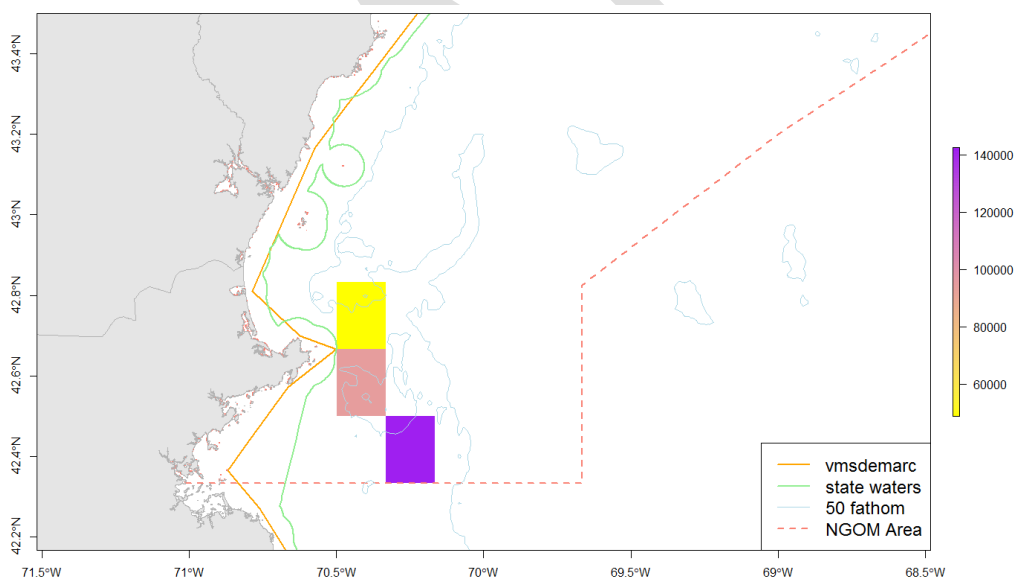 43.4°N
43.2°N
43°N
42.8°N
42.6°N
42.4°N
42.2°N
71.5°W
71°W
70.5°W
70°W
69.5°W
69°W
68.5°W
140000
120000
100000
80000
60000
vmsdemarc
state waters
50 fathom
NGOM Area